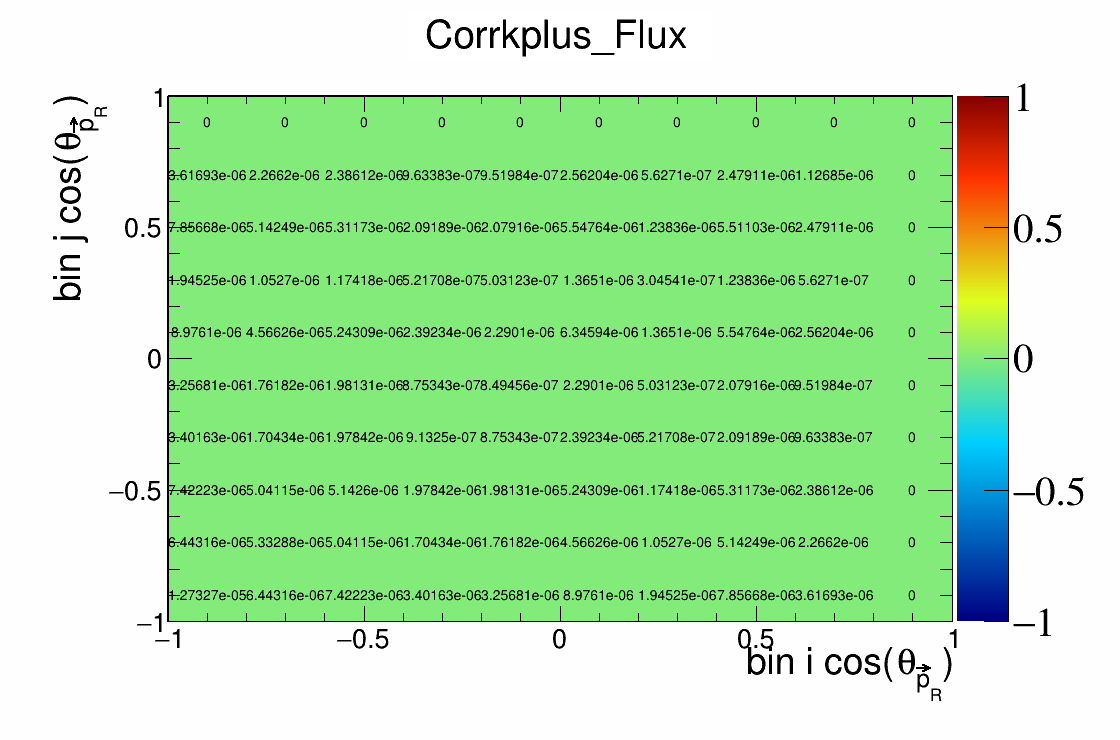 Corrkplus_Flux
bin j cos(θ_p⃗_R)
1
0.5
0
−0.5
−1
0 0 0 0 0 0 0 0 0 0
3.61693e-06 2.2662e-06 2.38612e-06 9.63383e-07 9.51984e-07 2.56204e-06 5.6271e-07 2.47911e-06 1.12685e-06 0
7.85668e-06 5.14249e-06 5.31173e-06 2.09189e-06 2.07916e-06 5.54764e-06 1.23836e-06 5.51103e-06 2.47911e-06 0
1.94525e-06 1.0527e-06 1.17418e-06 5.21708e-07 5.03123e-07 1.3651e-06 3.04541e-07 1.23836e-06 5.6271e-07 0
8.9761e-06 4.56626e-06 5.24309e-06 2.39234e-06 2.2901e-06 6.34594e-06 1.3651e-06 5.54764e-06 2.56204e-06 0
3.25681e-06 1.76182e-06 1.98131e-06 8.75343e-07 8.49456e-07 2.2901e-06 5.03123e-07 2.07916e-06 9.51984e-07 0
3.40163e-06 1.70434e-06 1.97842e-06 9.1325e-07 8.75343e-07 2.39234e-06 5.21708e-07 2.09189e-06 9.63383e-07 0
7.42223e-06 5.04115e-06 5.1426e-06 1.97842e-06 1.98131e-06 5.24309e-06 1.17418e-06 5.31173e-06 2.38612e-06 0
6.44316e-06 5.33288e-06 5.04115e-06 1.70434e-06 1.76182e-06 4.56626e-06 1.0527e-06 5.14249e-06 2.2662e-06 0
1.27327e-05 6.44316e-06 7.42223e-06 3.40163e-06 3.25681e-06 8.9761e-06 1.94525e-06 7.85668e-06 3.61693e-06 0
−1 −0.5 0 0.5 1
bin i cos(θ_p⃗_R)
1
0.5
0
−0.5
−1